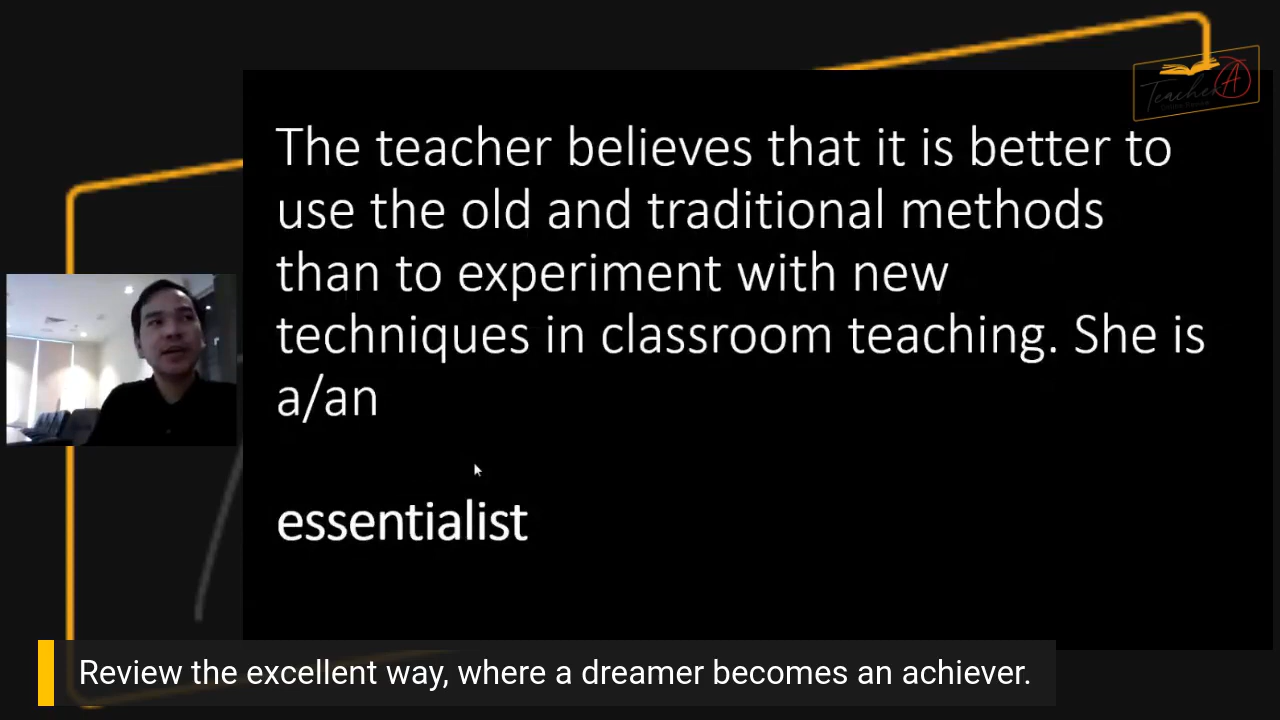 Teacher A
The teacher believes that it is better to
use the old and traditional methods
than to experiment with new
techniques in classroom teaching. She is
a/an
essentialist
Review the excellent way, where a dreamer becomes an achiever.